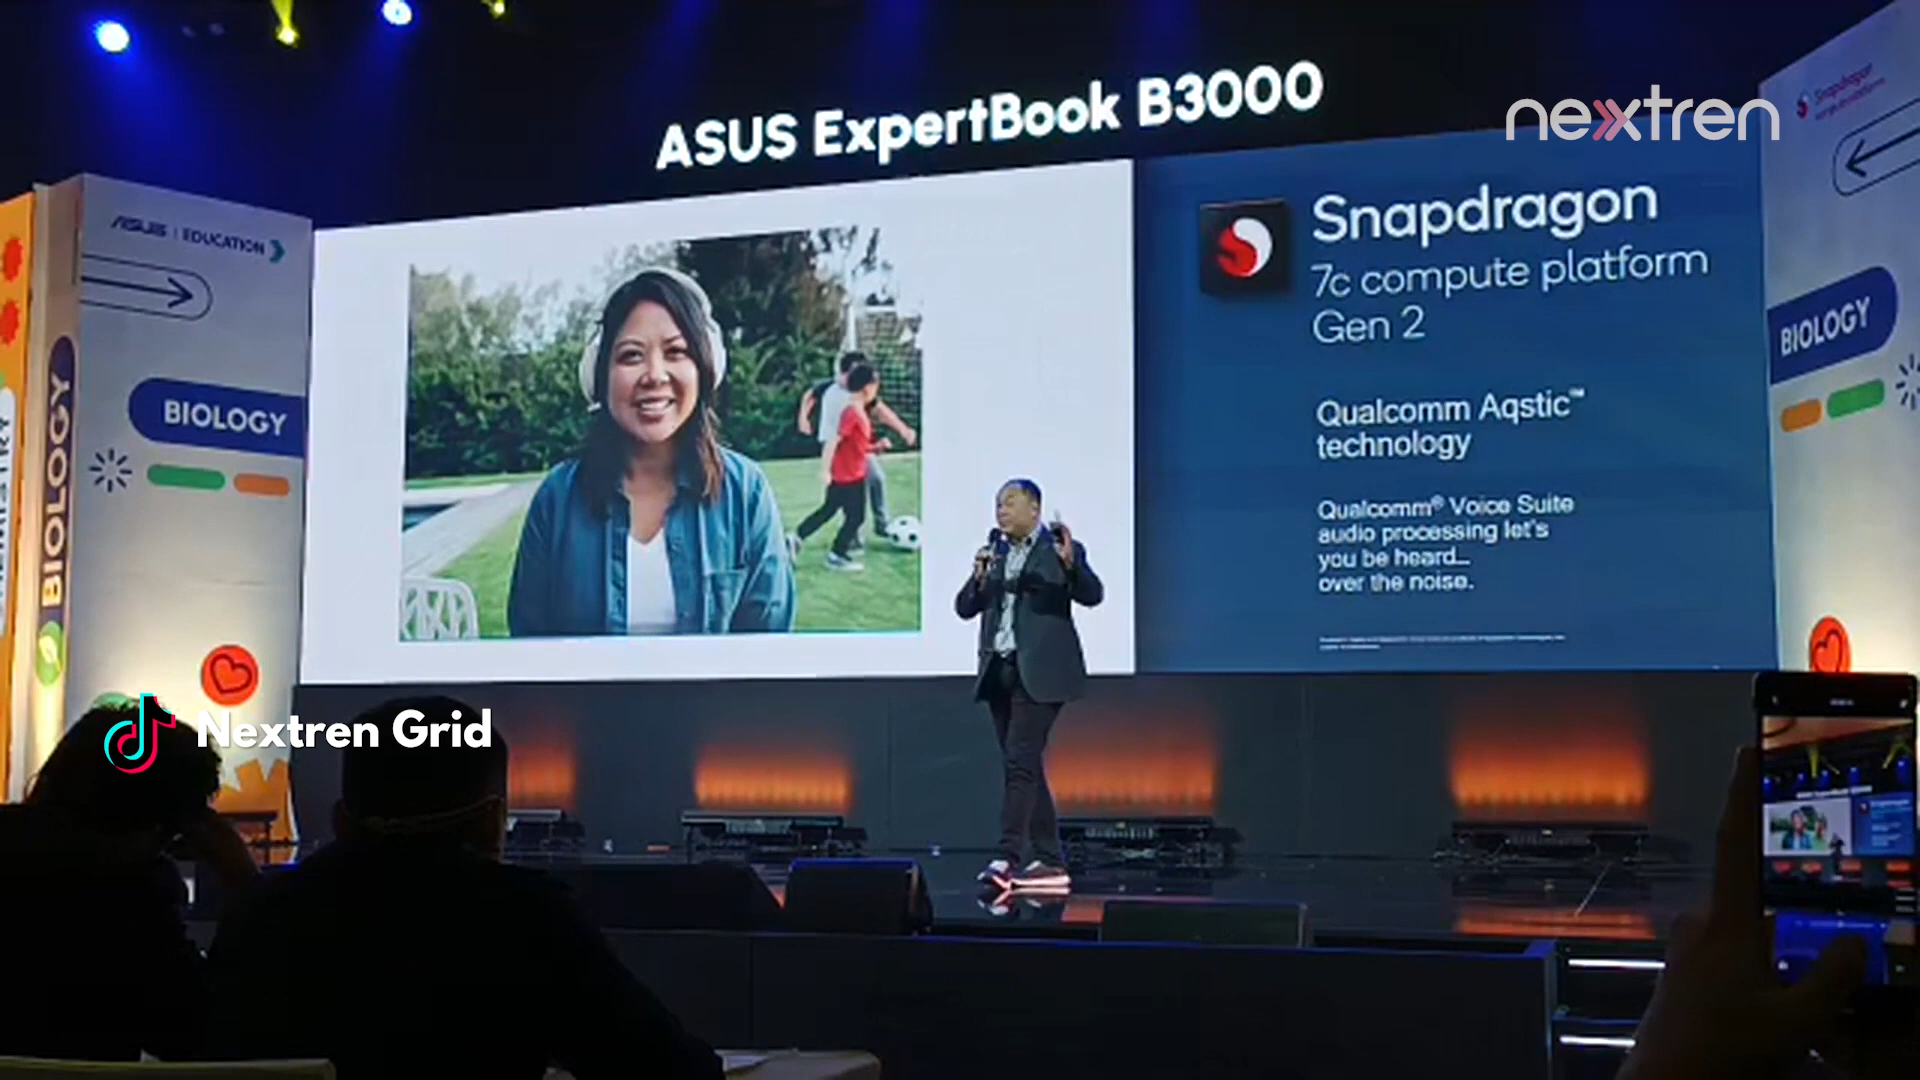 ASUS ExpertBook B3000
nextren
Snapdragon
ASUS | EDUCATION
Snapdragon
7c compute platform
Gen 2
BIOLOGY
BIOLOGY
BIOLOGY
Qualcomm Aqstic™
technology
Qualcomm® Voice Suite
audio processing let's
you be heard...
over the noise.
Nextren Grid